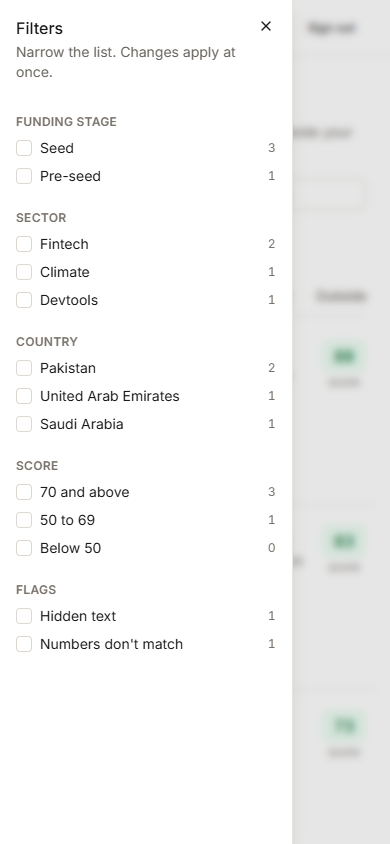 Filters
Sign out
Narrow the list. Changes apply at
once.
FUNDING STAGE
Seed 3
Pre-seed 1
SECTOR
Fintech 2
Climate 1
Devtools 1
COUNTRY
Pakistan 2
United Arab Emirates 1
Saudi Arabia 1
SCORE
70 and above 3
50 to 69 1
Below 50 0
FLAGS
Hidden text 1
Numbers don't match 1